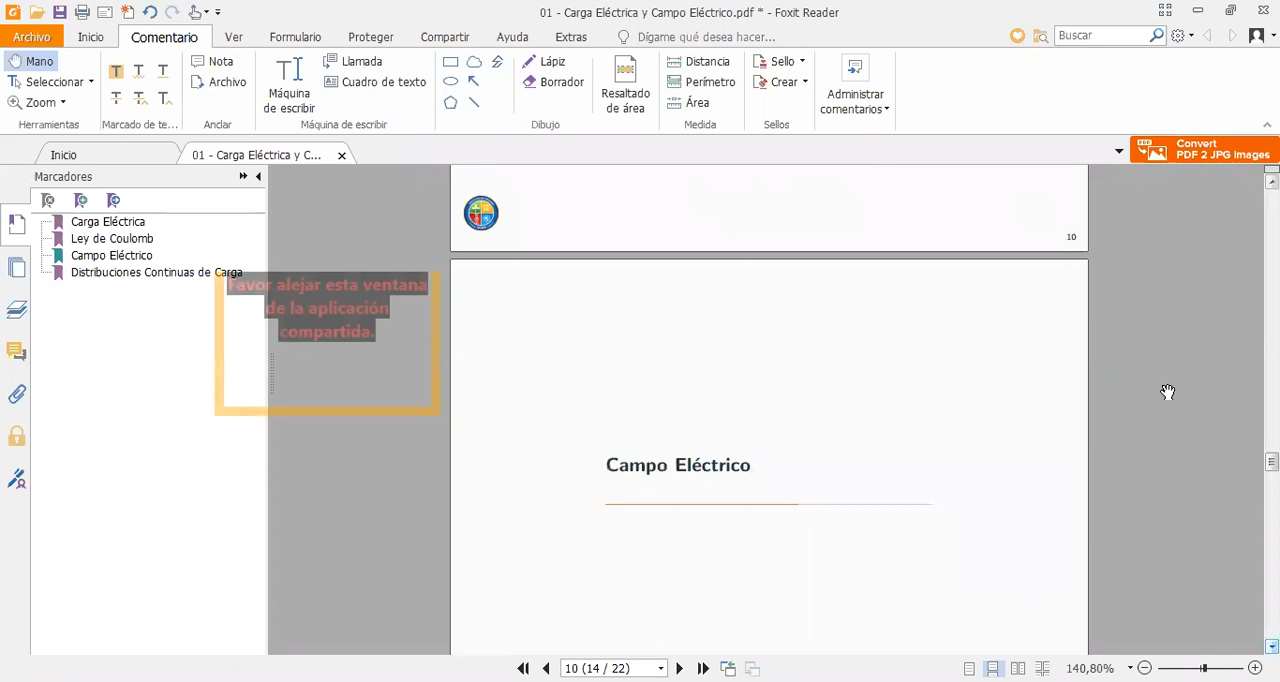 01 - Carga Eléctrica y Campo Eléctrico.pdf * - Foxit Reader
Archivo Inicio Comentario Ver Formulario Proteger Compartir Ayuda Extras Dígame qué desea hacer... Buscar
Mano
Seleccionar
Zoom
Herramientas
Marcado de te...
Nota
Archivo
Anclar
Máquina
de escribir
Llamada
Cuadro de texto
Máquina de escribir
Lápiz
Borrador
Dibujo
Resaltado
de área
Distancia
Perímetro
Área
Medida
Sello
Crear
Sellos
Administrar
comentarios
Inicio
01 - Carga Eléctrica y C...
Convert
PDF 2 JPG Images
Marcadores
Carga Eléctrica
Ley de Coulomb
Campo Eléctrico
Distribuciones Continuas de Carga
Favor alejar esta ventana
de la aplicación
compartida.
10
Campo Eléctrico
10 (14 / 22)
140,80%